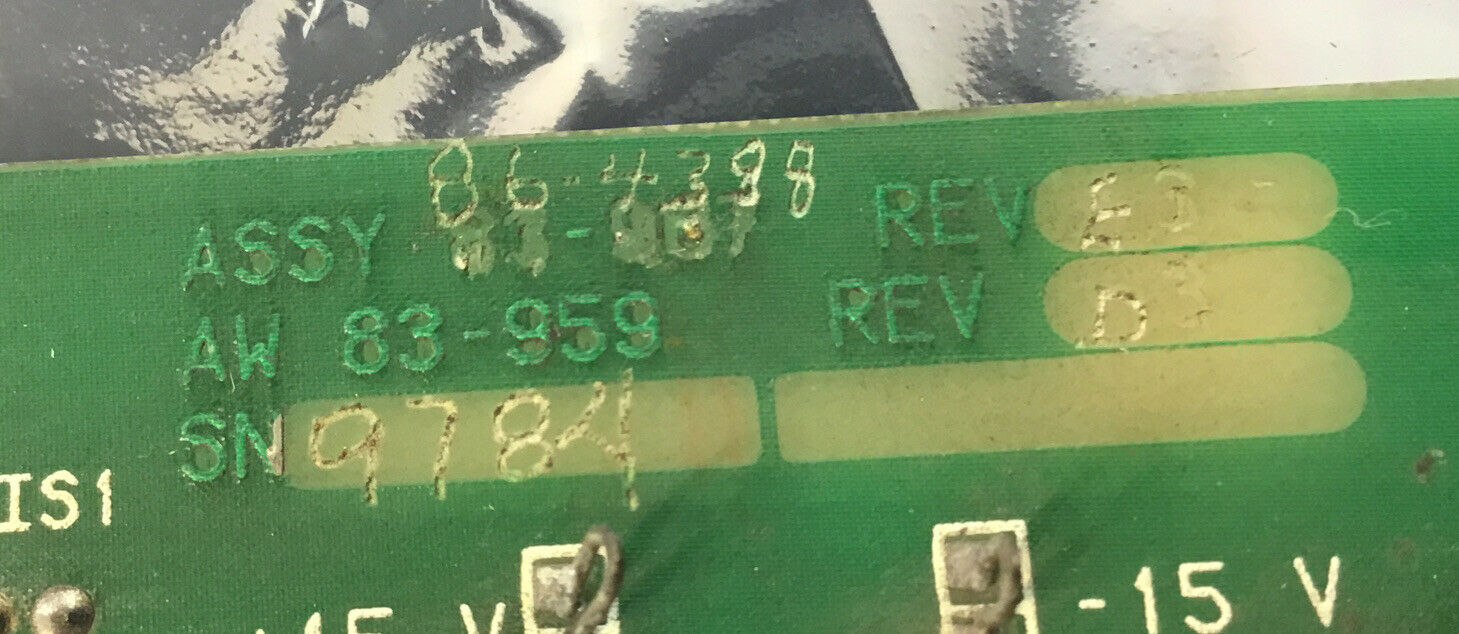 86-4398
ASSY REV E
AW 83-959 REV D
SN 9784
IS1
-15 V